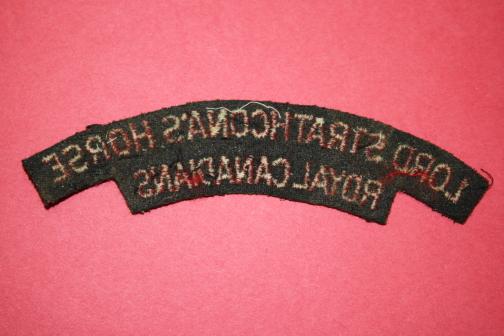 LORD STRATHCONA'S HORSE
ROYAL CANADIANS